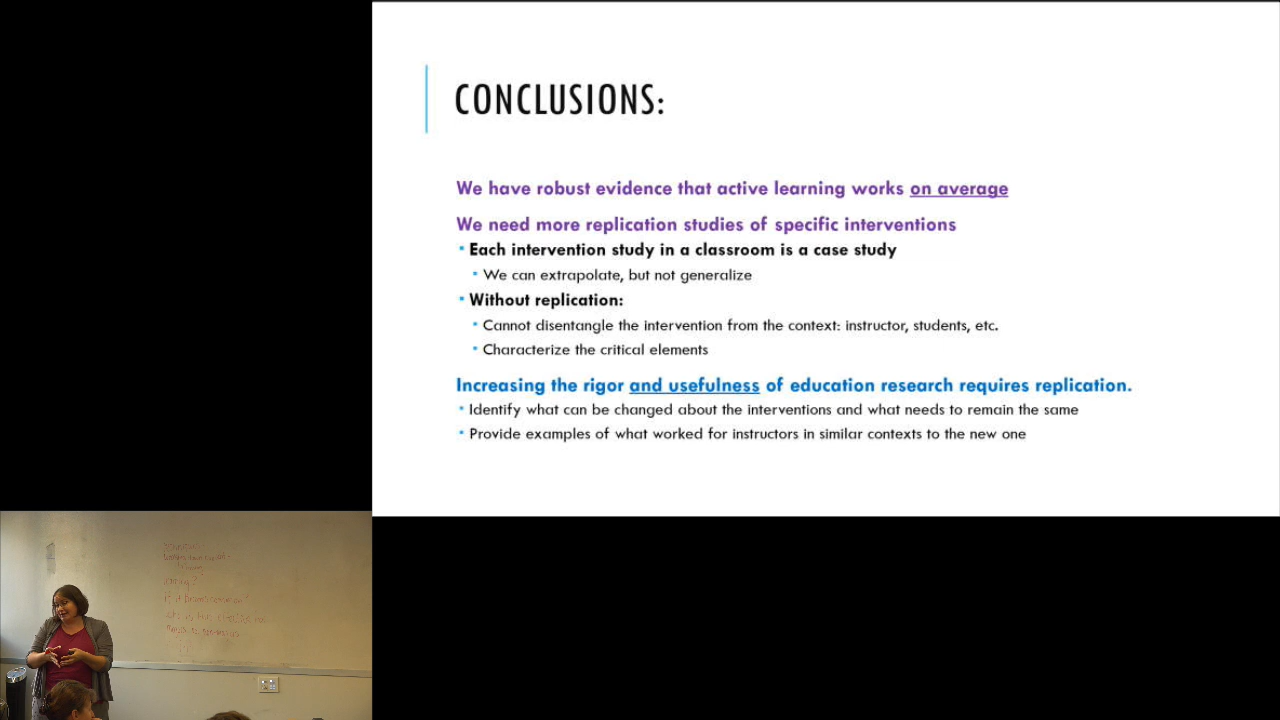 CONCLUSIONS:
We have robust evidence that active learning works on average
We need more replication studies of specific interventions
• Each intervention study in a classroom is a case study
• We can extrapolate, but not generalize
• Without replication:
• Cannot disentangle the intervention from the context: instructor, students, etc.
• Characterize the critical elements
Increasing the rigor and usefulness of education research requires replication.
• Identify what can be changed about the interventions and what needs to remain the same
• Provide examples of what worked for instructors in similar contexts to the new one